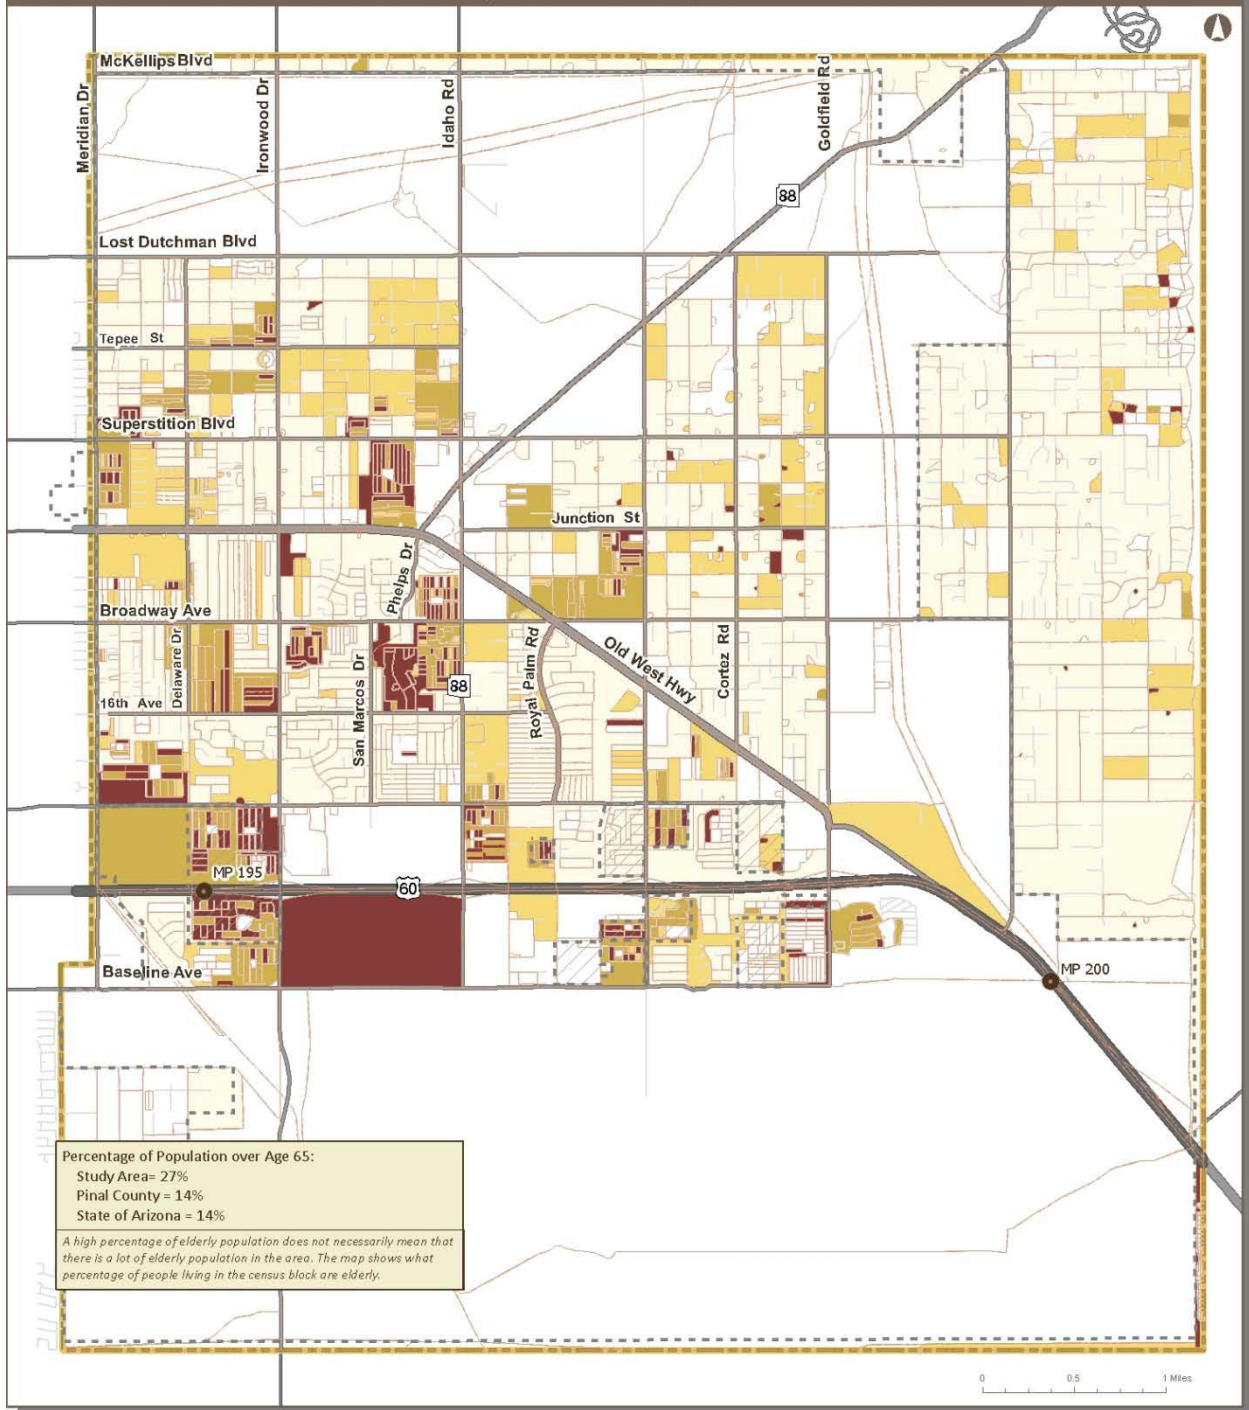 McKellips Blvd
Meridian Dr
Ironwood Dr
Idaho Rd
Goldfield Rd
88
Lost Dutchman Blvd
Tepee St
Superstition Blvd
Junction St
Phelps Dr
Broadway Ave
Delaware Dr
San Marcos Dr
88
Royal Palm Rd
Old West Hwy
Cortez Rd
16th Ave
MP 195
60
Baseline Ave
MP 200
Percentage of Population over Age 65:
Study Area= 27%
Pinal County = 14%
State of Arizona = 14%
A high percentage of elderly population does not necessarily mean that
there is a lot of elderly population in the area. The map shows what
percentage of people living in the census block are elderly.
0 0.5 1 Miles